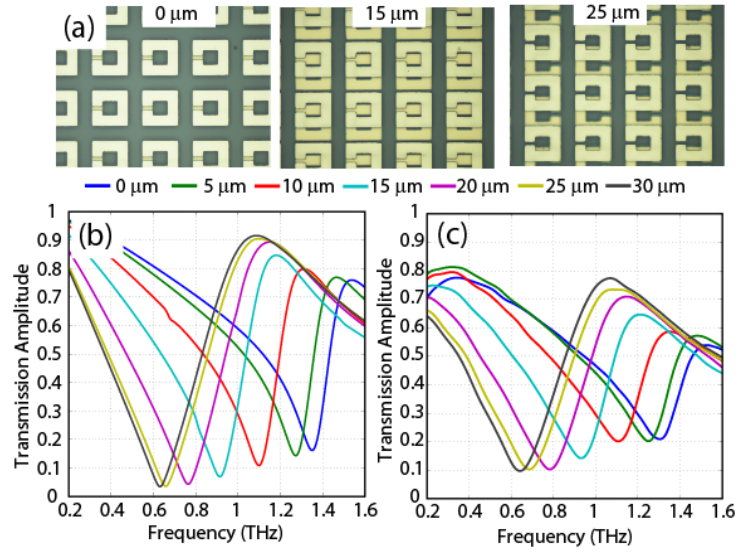 (a)
0 μm
15 μm
25 μm
0 μm 5 μm 10 μm 15 μm 20 μm 25 μm 30 μm
(b)
Transmission Amplitude
1
0.9
0.8
0.7
0.6
0.5
0.4
0.3
0.2
0.1
0
0.2 0.4 0.6 0.8 1 1.2 1.4 1.6
Frequency (THz)
(c)
Transmission Amplitude
1
0.9
0.8
0.7
0.6
0.5
0.4
0.3
0.2
0.1
0
0.2 0.4 0.6 0.8 1 1.2 1.4 1.6
Frequency (THz)